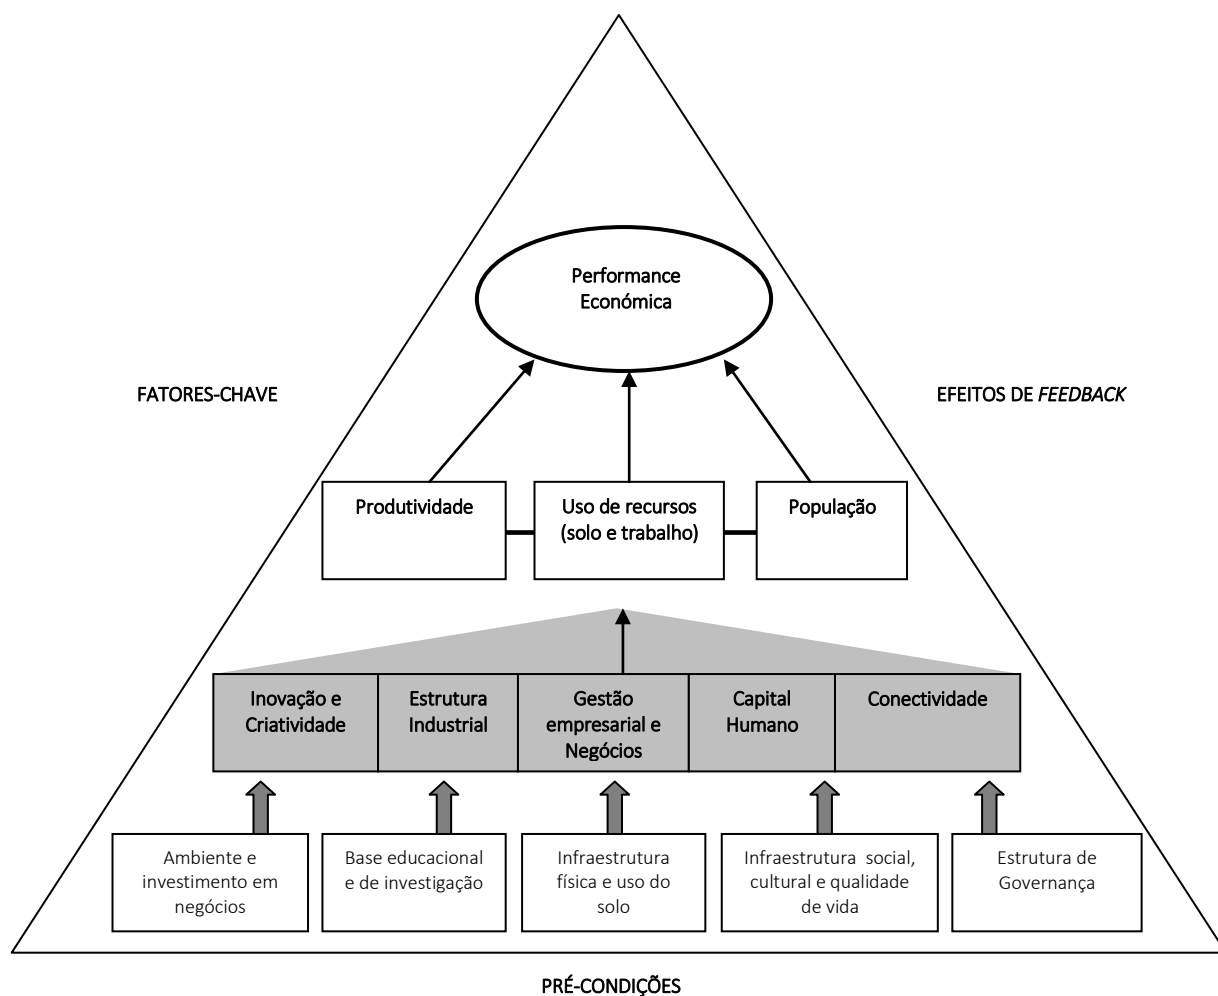 Performance
Económica
FATORES-CHAVE
EFEITOS DE FEEDBACK
Produtividade
Uso de recursos
(solo e trabalho)
População
Inovação e
Criatividade
Estrutura
Industrial
Gestão
empresarial e
Negócios
Capital
Humano
Conectividade
Ambiente e
investimento em
negócios
Base educacional
e de investigação
Infraestrutura
física e uso do
solo
Infraestrutura social,
cultural e qualidade
de vida
Estrutura de
Governança
PRÉ-CONDIÇÕES